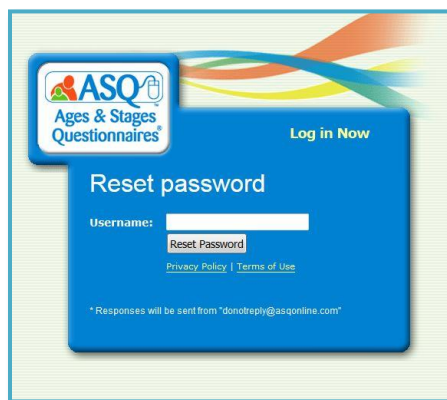 ASQ
Ages & Stages
Questionnaires®
Log in Now
Reset password
Username:
Reset Password
Privacy Policy | Terms of Use
* Responses will be sent from "donotreply@asqonline.com"